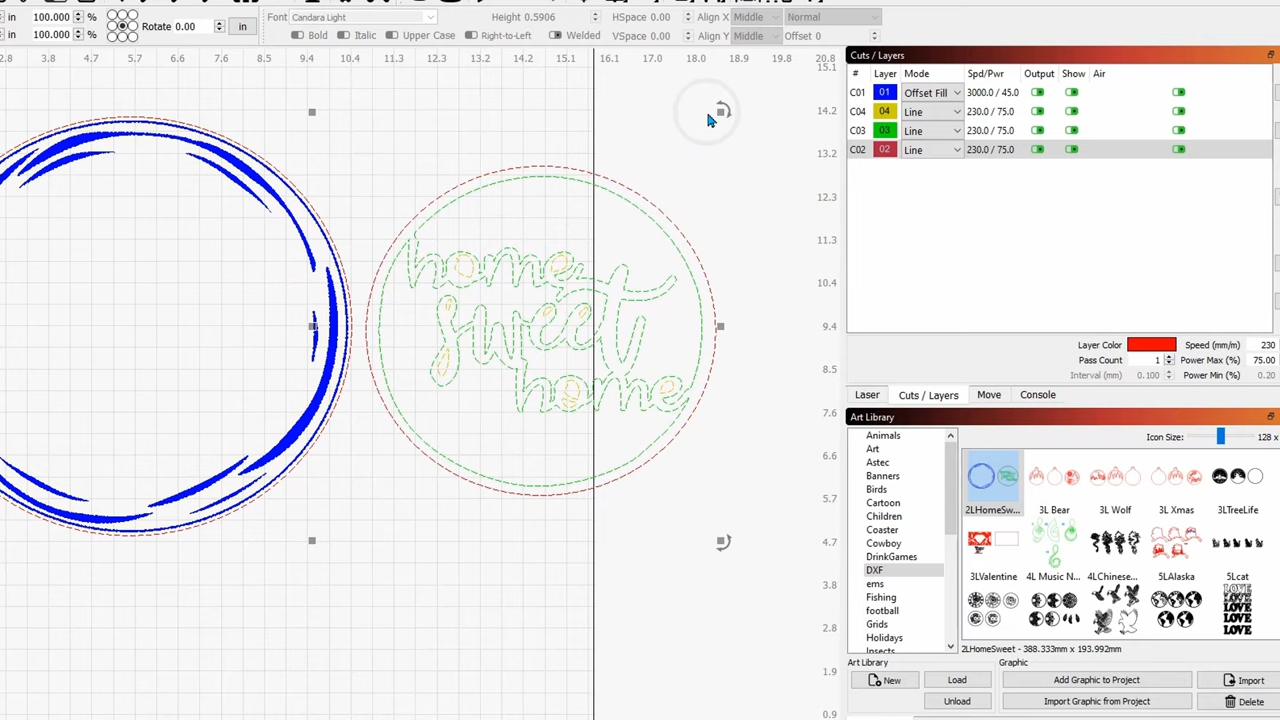 in 100.000 % Rotate 0.00 in Font Candara Light Height 0.5906 HSpace 0.00 Align X Middle Normal
in 100.000 % Bold Italic Upper Case Right-to-Left Welded VSpace 0.00 Align Y Middle Offset 0
2.8 3.8 4.7 5.7 6.6 7.6 8.5 9.4 10.4 11.3 12.3 13.2 14.2 15.1 16.1 17.0 18.0 18.9 19.8 20.8
15.1
14.2
13.2
12.3
11.3
10.4
9.4
8.5
7.6
6.6
5.7
4.7
3.8
2.8
1.9
0.9
home
sweet
home
Cuts / Layers
# Layer Mode Spd/Pwr Output Show Air
C01 01 Offset Fill 3000.0 / 45.0
C04 04 Line 230.0 / 75.0
C03 03 Line 230.0 / 75.0
C02 02 Line 230.0 / 75.0
Layer Color Speed (mm/m) 230
Pass Count 1 Power Max (%) 75.00
Interval (mm) 0.100 Power Min (%) 0.20
Laser Cuts / Layers Move Console
Art Library
Animals
Art
Astec
Banners
Birds
Cartoon
Children
Coaster
Cowboy
DrinkGames
DXF
ems
Fishing
football
Grids
Holidays
Insects
Icon Size: 128 x
2LHomeSw... 3L Bear 3L Wolf 3L Xmas 3LTreeLife
3LValentine 4L Music N... 4LChinese... 5LAlaska 5Lcat
LOVE
LOVE
LOVE
LOVE
2LHomeSweet - 388.333mm x 193.992mm
Art Library Graphic
New Load Add Graphic to Project Import
Unload Import Graphic from Project Delete